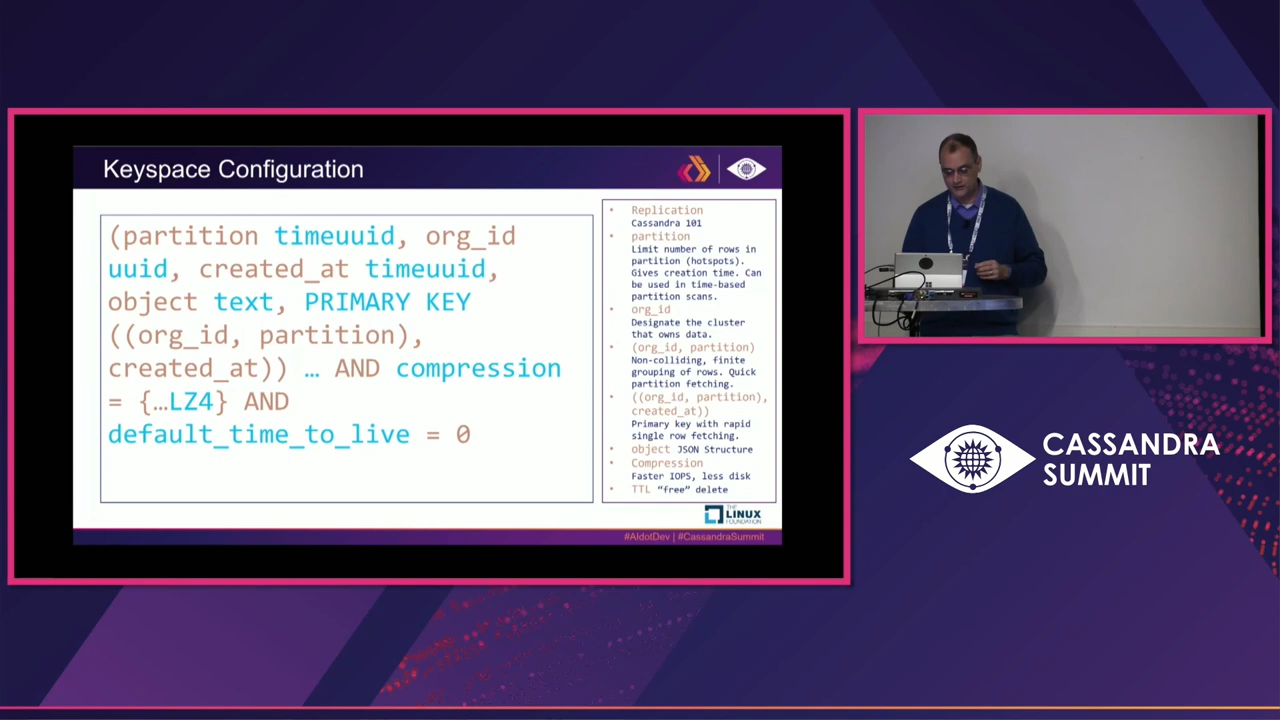 Keyspace Configuration
(partition timeuuid, org_id
uuid, created_at timeuuid,
object text, PRIMARY KEY
((org_id, partition),
created_at)) … AND compression
= {…LZ4} AND
default_time_to_live = 0
• Replication
Cassandra 101
• partition
Limit number of rows in
partition (hotspots).
Gives creation time. Can
be used in time-based
partition scans.
• org_id
Designate the cluster
that owns data.
• (org_id, partition)
Non-colliding, finite
grouping of rows. Quick
partition fetching.
• ((org_id, partition),
created_at))
Primary key with rapid
single row fetching.
• object JSON Structure
• Compression
Faster IOPS, less disk
• TTL “free” delete
THE
LINUX
FOUNDATION
#AIdotDev | #CassandraSummit
CASSANDRA
SUMMIT